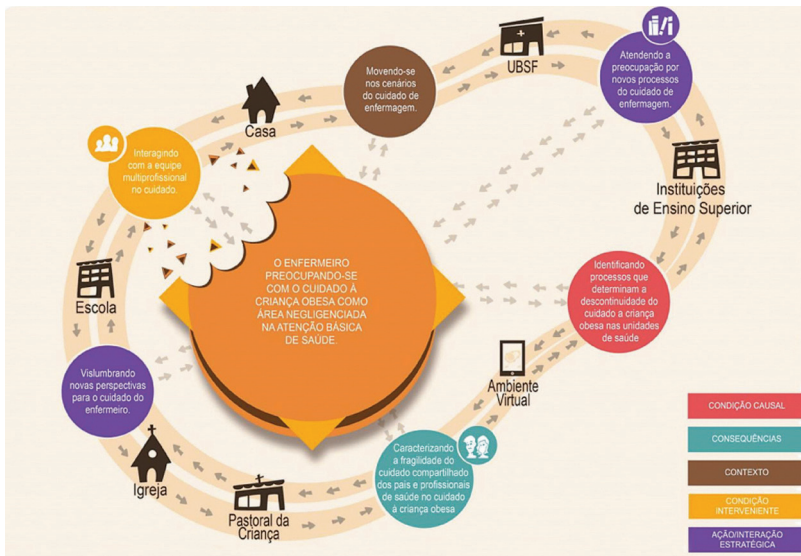 Movendo-se
nos cenários
do cuidado de
enfermagem.
UBSF
Atendendo a
preocupação por
novos processos
do cuidado de
enfermagem.
Casa
Interagindo
com a equipe
multiprofissional
no cuidado.
Instituições
de Ensino Superior
O ENFERMEIRO
PREOCUPANDO-SE
COM O CUIDADO Á
CRIANÇA OBESA COMO
ÁREA NEGLIGENCIADA
NA ATENÇÃO BÁSICA
DE SAÚDE.
Identificando
processos que
determinam a
descontinuidade do
cuidado a criança
obesa nas unidades
de saúde
Escola
Vislumbrando
novas perspectivas
para o cuidado do
enfermeiro.
Ambiente
Virtual
Igreja
Pastoral da
Criança
Caracterizando
a fragilidade do
cuidado compartilhado
dos pais e profissionais
de saúde no cuidado
á criança obesa
CONDIÇÃO CAUSAL
CONSEQUÊNCIAS
CONTEXTO
CONDIÇÃO
INTERVENIENTE
AÇÃO/INTERAÇÃO
ESTRATÉGICA